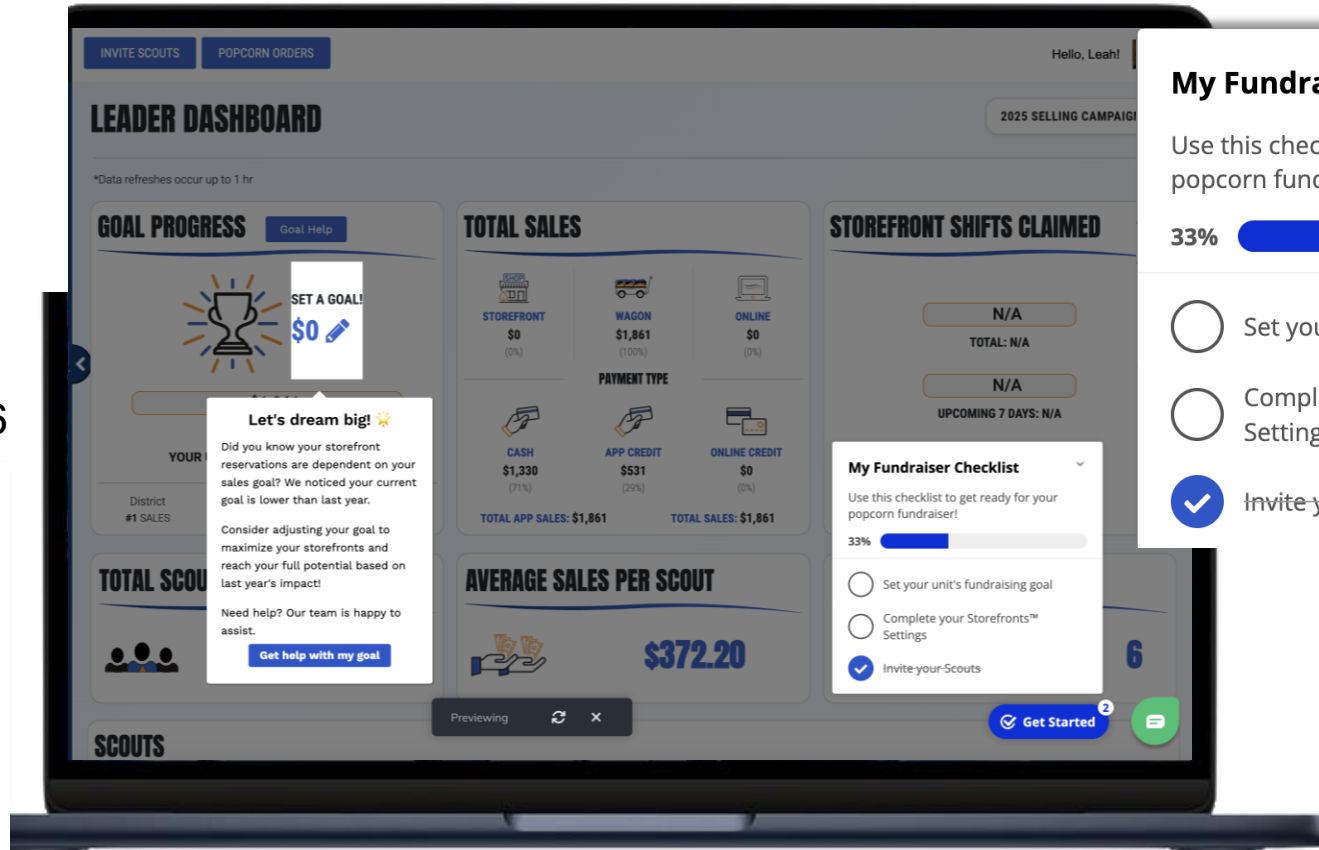 INVITE SCOUTS
POPCORN ORDERS
Hello, Leah!
LEADER DASHBOARD
2025 SELLING CAMPAIGN
*Data refreshes occur up to 1 hr
GOAL PROGRESS
Goal Help
SET A GOAL!
$0
YOUR
District
#1 SALES
Let's dream big! 🌟
Did you know your storefront
reservations are dependent on your
sales goal? We noticed your current
goal is lower than last year.
Consider adjusting your goal to
maximize your storefronts and
reach your full potential based on
last year's impact!
Need help? Our team is happy to
assist.
Get help with my goal
TOTAL SALES
SHOP
STOREFRONT
$0
(0%)
WAGON
$1,861
(100%)
ONLINE
$0
(0%)
PAYMENT TYPE
CASH
$1,330
(71%)
APP CREDIT
$531
(29%)
ONLINE CREDIT
$0
(0%)
TOTAL APP SALES: $1,861
TOTAL SALES: $1,861
STOREFRONT SHIFTS CLAIMED
N/A
TOTAL: N/A
N/A
UPCOMING 7 DAYS: N/A
My Fundraiser Checklist
Use this checklist to get ready for your
popcorn fundraiser!
33%
Set your unit's fundraising goal
Complete your Storefronts™
Settings
Invite your Scouts
TOTAL SCOU
AVERAGE SALES PER SCOUT
$372.20
6
Previewing
Get Started
2
SCOUTS
My Fundra
Use this chec
popcorn fund
33%
Set you
Compl
Setting
Invite y
6